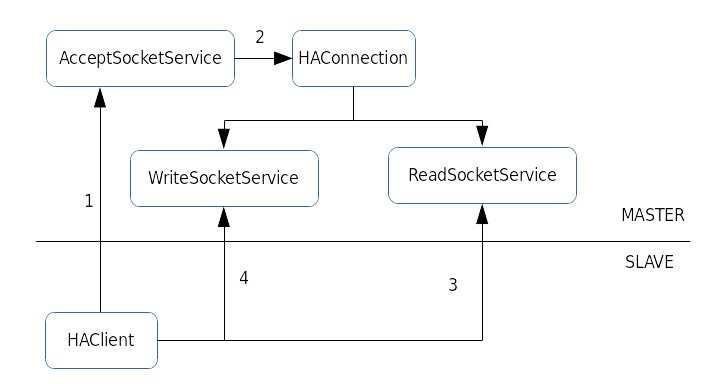 2
AcceptSocketService
HAConnection
WriteSocketService
ReadSocketService
1
MASTER
SLAVE
4
3
HAClient